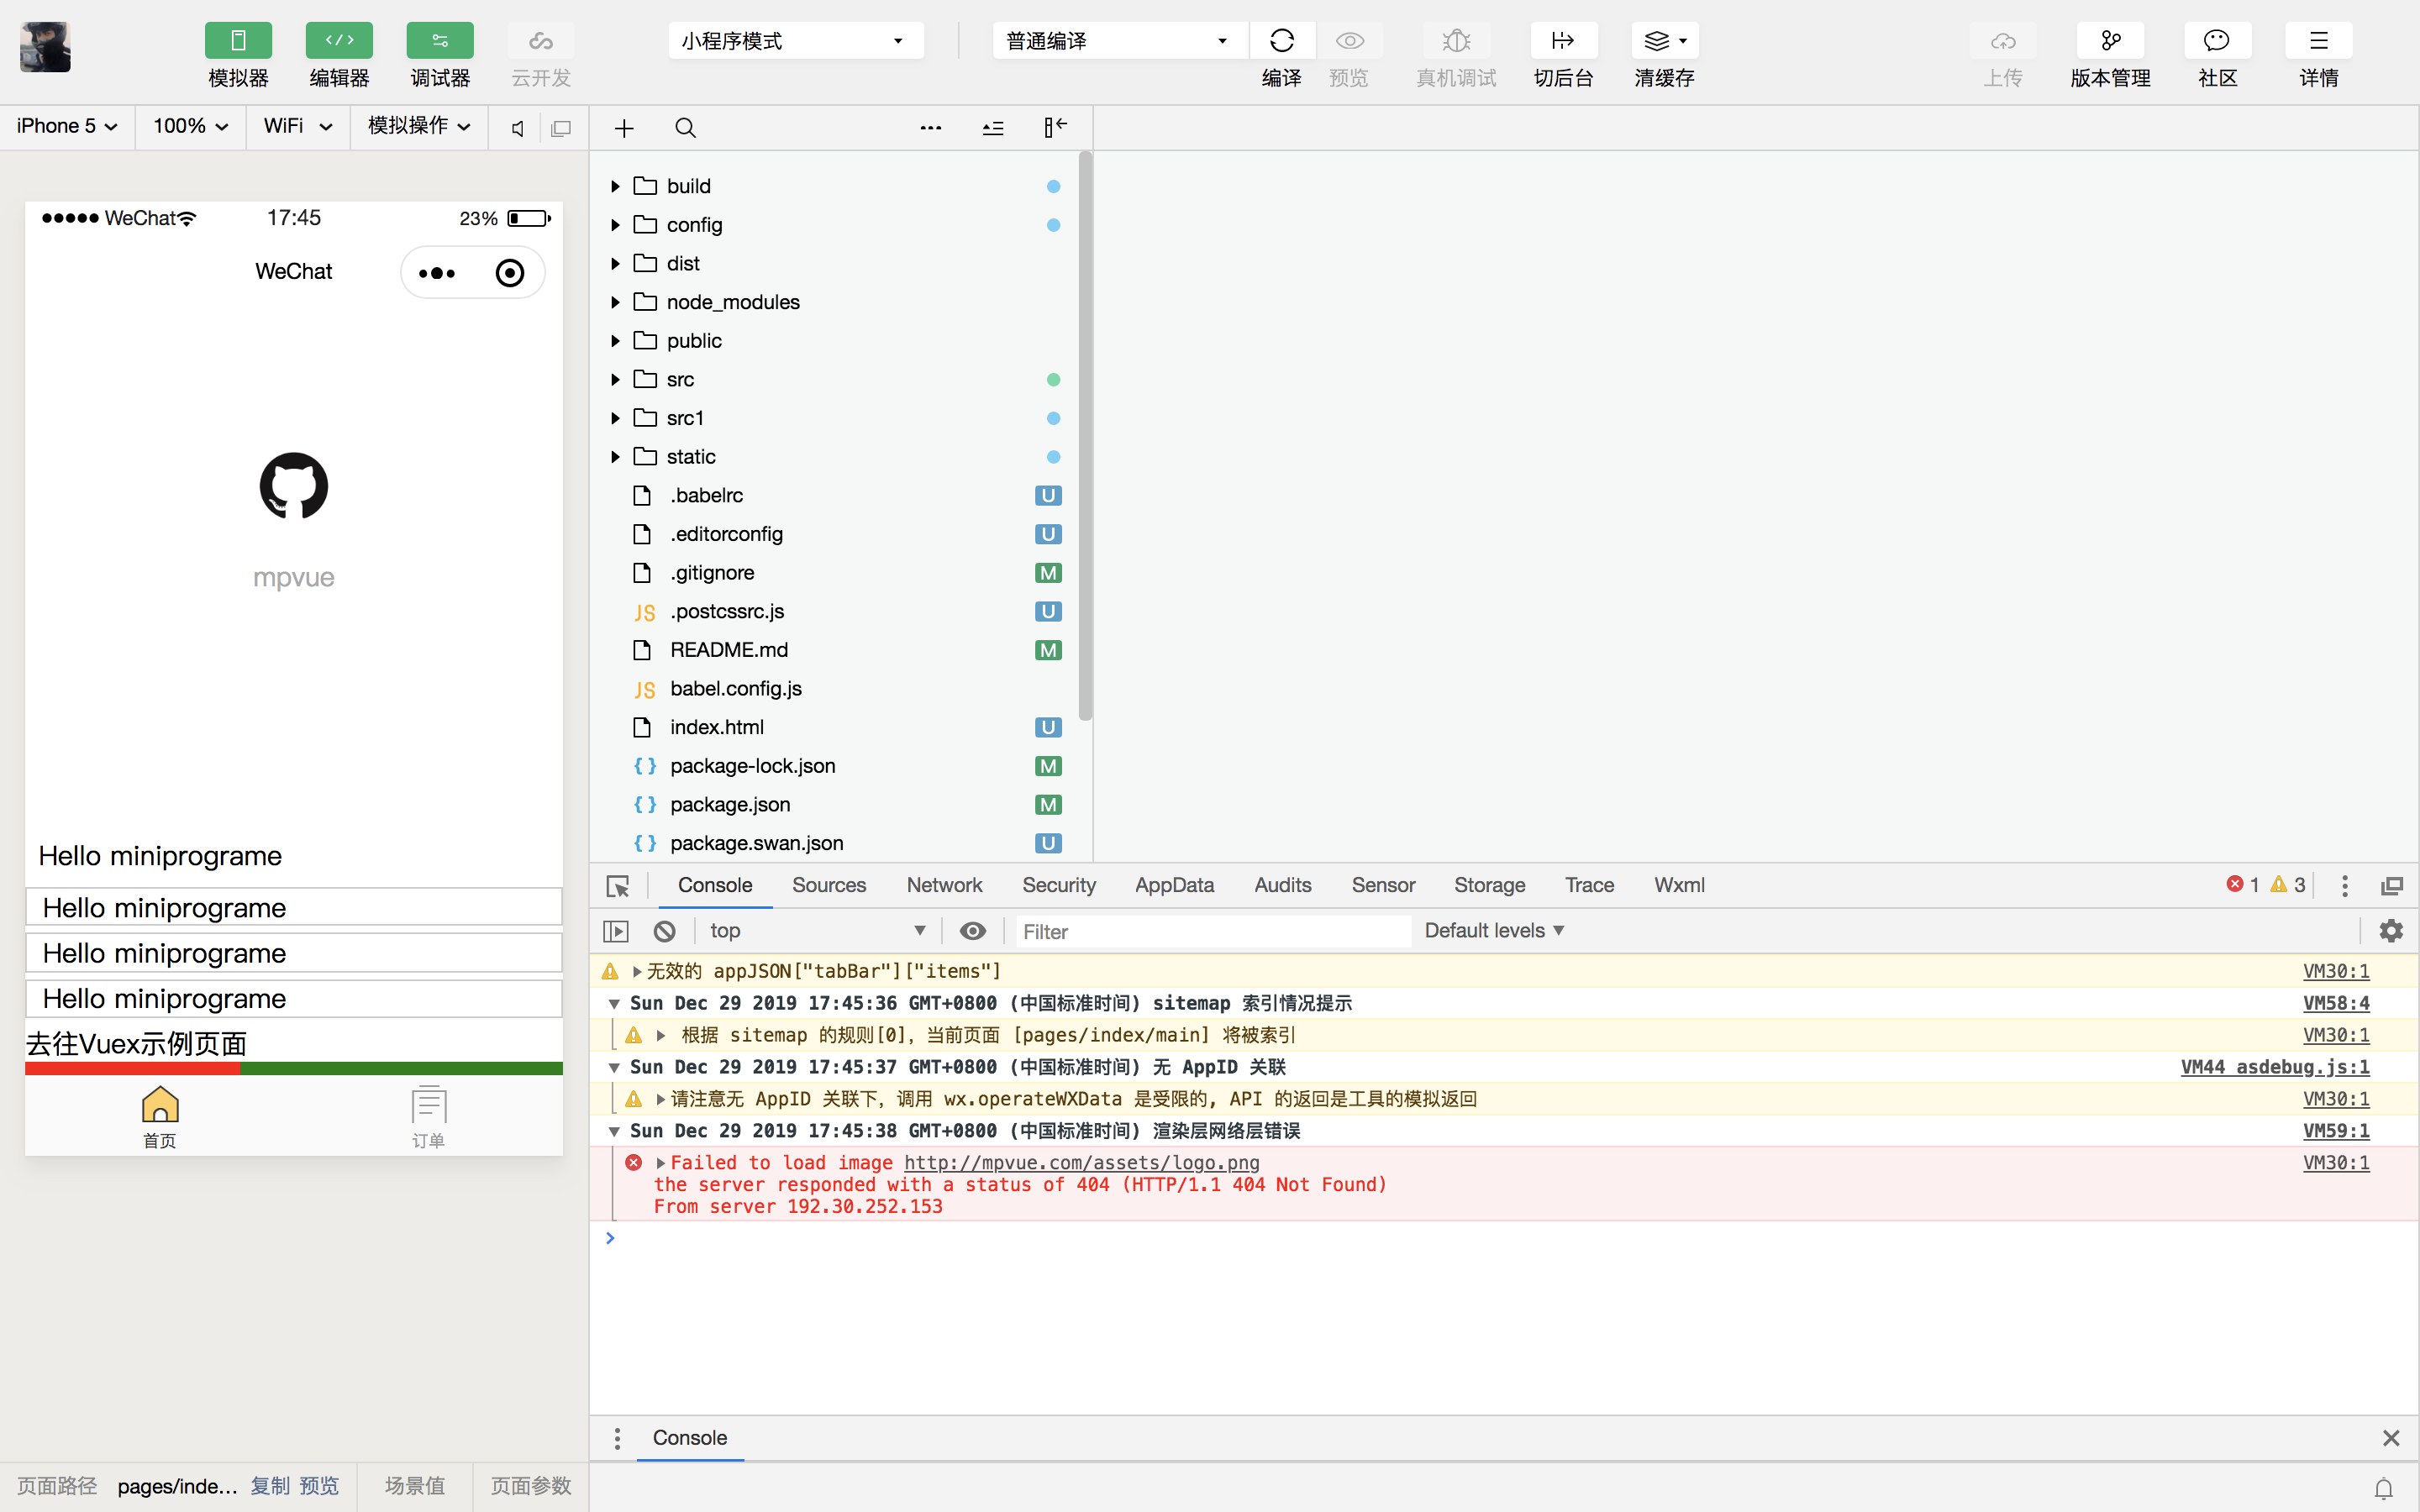 模拟器
编辑器
调试器
云开发
小程序模式
普通编译
编译
预览
真机调试
切后台
清缓存
上传
版本管理
社区
详情
iPhone 5
100%
WiFi
模拟操作
WeChat
17:45
23%
WeChat
mpvue
Hello miniprograme
Hello miniprograme
Hello miniprograme
Hello miniprograme
去往Vuex示例页面
首页
订单
页面路径 pages/inde... 复制 预览
场景值
页面参数
build
config
dist
node_modules
public
src
src1
static
.babelrc U
.editorconfig U
.gitignore M
JS .postcssrc.js U
README.md M
JS babel.config.js
index.html U
{ } package-lock.json M
{ } package.json M
{ } package.swan.json U
Console Sources Network Security AppData Audits Sensor Storage Trace Wxml 1 3
top
Filter
Default levels
无效的 appJSON["tabBar"]["items"] VM30:1
Sun Dec 29 2019 17:45:36 GMT+0800 (中国标准时间) sitemap 索引情况提示 VM58:4
根据 sitemap 的规则[0]，当前页面 [pages/index/main] 将被索引 VM30:1
Sun Dec 29 2019 17:45:37 GMT+0800 (中国标准时间) 无 AppID 关联 VM44 asdebug.js:1
请注意无 AppID 关联下，调用 wx.operateWXData 是受限的, API 的返回是工具的模拟返回 VM30:1
Sun Dec 29 2019 17:45:38 GMT+0800 (中国标准时间) 渲染层网络层错误 VM59:1
Failed to load image http://mpvue.com/assets/logo.png VM30:1
the server responded with a status of 404 (HTTP/1.1 404 Not Found)
From server 192.30.252.153
Console